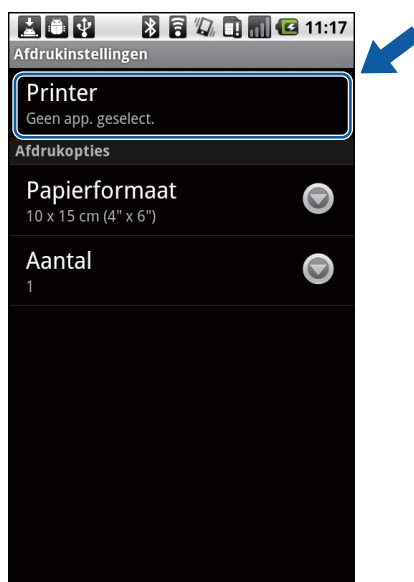 11:17
Afdrukinstellingen
Printer
Geen app. geselect.
Afdrukopties
Papierformaat
10 x 15 cm (4" x 6")
Aantal
1